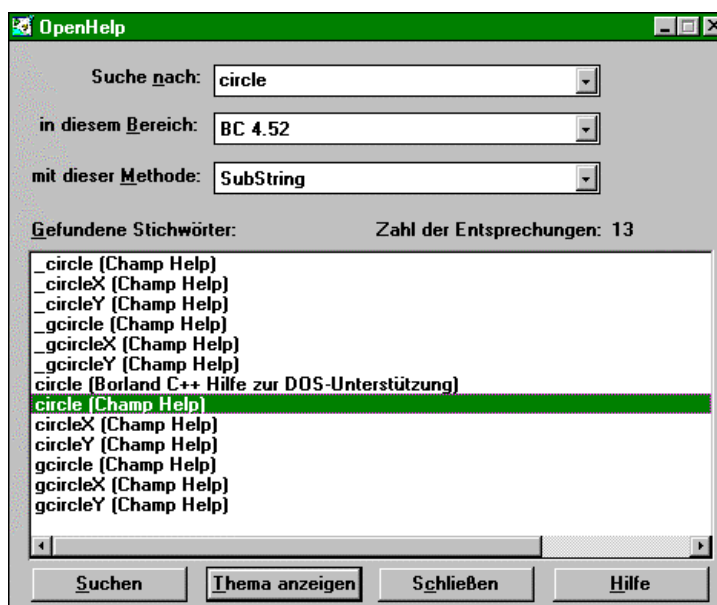 OpenHelp
Suche nach: circle
in diesem Bereich: BC 4.52
mit dieser Methode: SubString
Gefundene Stichwörter: Zahl der Entsprechungen: 13
_circle (Champ Help)
_circleX (Champ Help)
_circleY (Champ Help)
_gcircle (Champ Help)
_gcircleX (Champ Help)
_gcircleY (Champ Help)
circle (Borland C++ Hilfe zur DOS-Unterstützung)
circle (Champ Help)
circleX (Champ Help)
circleY (Champ Help)
gcircle (Champ Help)
gcircleX (Champ Help)
gcircleY (Champ Help)
Suchen Thema anzeigen Schließen Hilfe